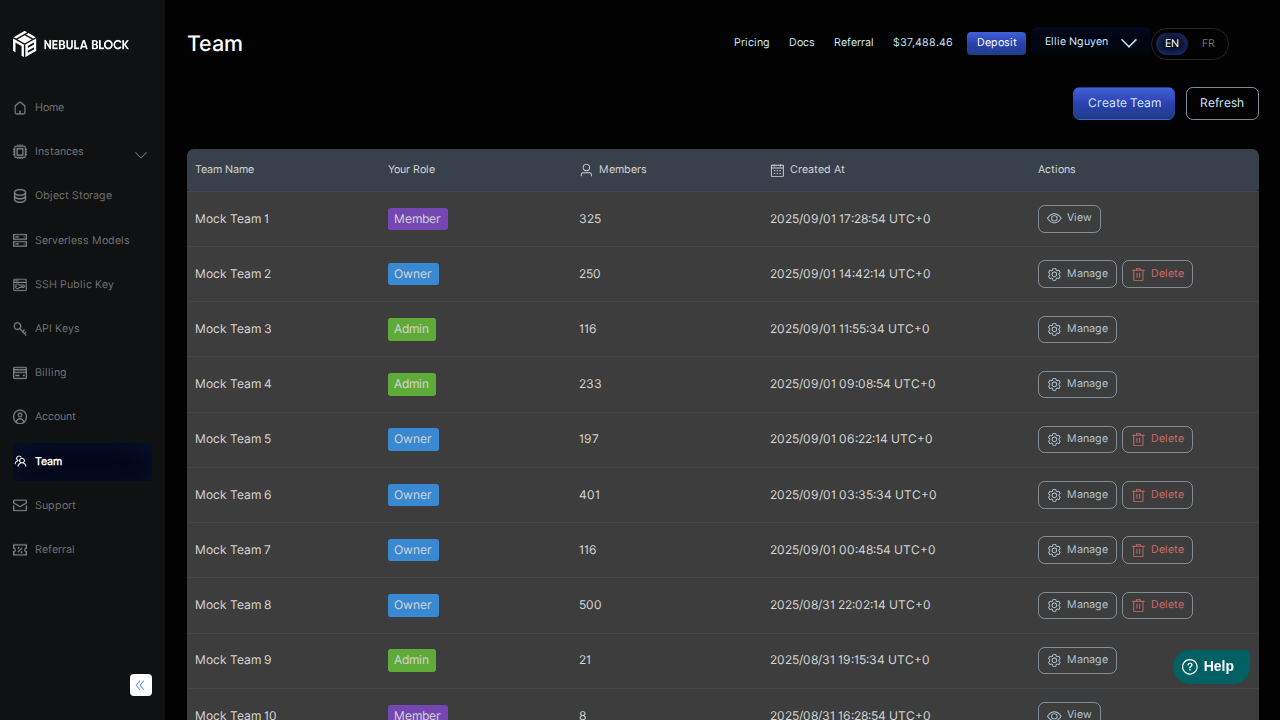 NEBULA BLOCK
Team
Pricing
Docs
Referral
$37,488.46
Deposit
Ellie Nguyen
EN
FR
Home
Instances
Object Storage
Serverless Models
SSH Public Key
API Keys
Billing
Account
Team
Support
Referral
Create Team
Refresh
Team Name Your Role Members Created At Actions
Mock Team 1 Member 325 2025/09/01 17:28:54 UTC+0 View
Mock Team 2 Owner 250 2025/09/01 14:42:14 UTC+0 Manage Delete
Mock Team 3 Admin 116 2025/09/01 11:55:34 UTC+0 Manage
Mock Team 4 Admin 233 2025/09/01 09:08:54 UTC+0 Manage
Mock Team 5 Owner 197 2025/09/01 06:22:14 UTC+0 Manage Delete
Mock Team 6 Owner 401 2025/09/01 03:35:34 UTC+0 Manage Delete
Mock Team 7 Owner 116 2025/09/01 00:48:54 UTC+0 Manage Delete
Mock Team 8 Owner 500 2025/08/31 22:02:14 UTC+0 Manage Delete
Mock Team 9 Admin 21 2025/08/31 19:15:34 UTC+0 Manage
Mock Team 10 Member 8 2025/08/31 16:28:54 UTC+0 View
Help